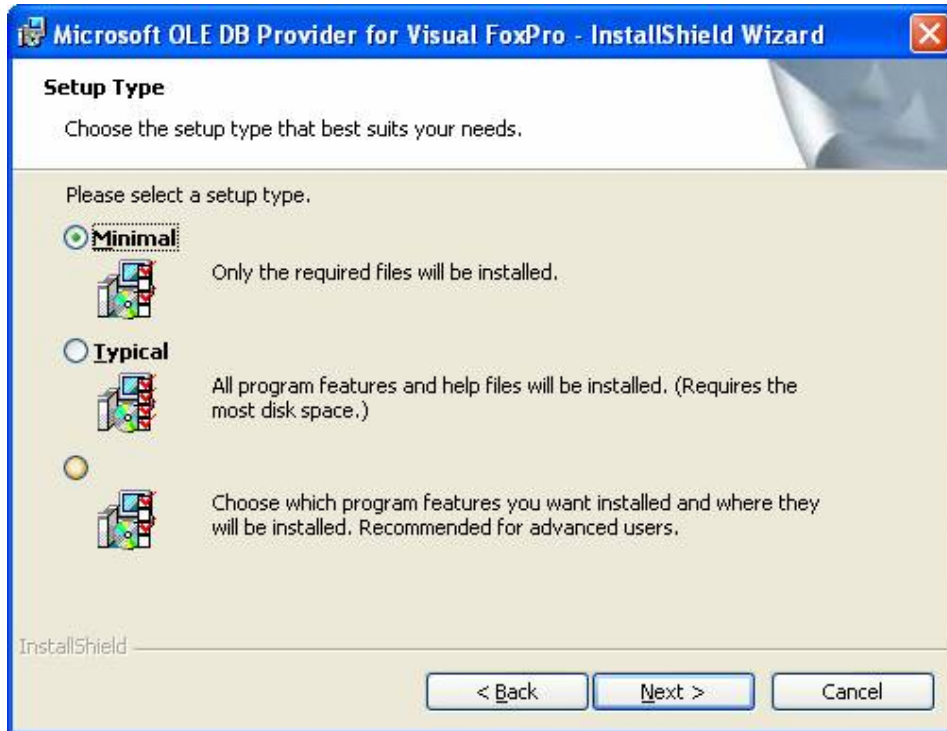 Microsoft OLE DB Provider for Visual FoxPro - InstallShield Wizard
Setup Type
Choose the setup type that best suits your needs.
Please select a setup type.
Minimal
Only the required files will be installed.
Typical
All program features and help files will be installed. (Requires the
most disk space.)
Choose which program features you want installed and where they
will be installed. Recommended for advanced users.
InstallShield
< Back
Next >
Cancel